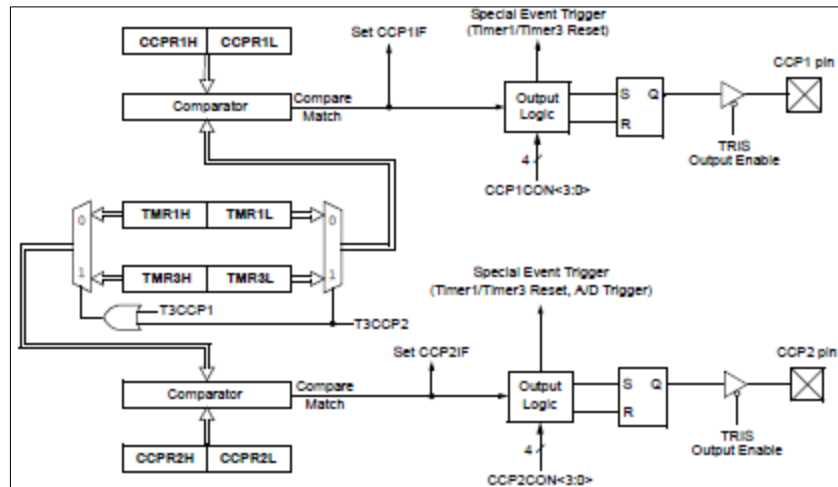 Special Event Trigger
(Timer1/Timer3 Reset)
Set CCP1IF
CCPR1H CCPR1L
CCP1 pin
Comparator
Compare
Match
Output
Logic
S Q
R
TRIS
Output Enable
4
CCP1CON<3:0>
0
TMR1H TMR1L
0
1
TMR3H TMR3L
1
T3CCP1
T3CCP2
Special Event Trigger
(Timer1/Timer3 Reset, A/D Trigger)
Set CCP2IF
CCP2 pin
Comparator
Compare
Match
Output
Logic
S Q
R
TRIS
Output Enable
CCPR2H CCPR2L
4
CCP2CON<3:0>